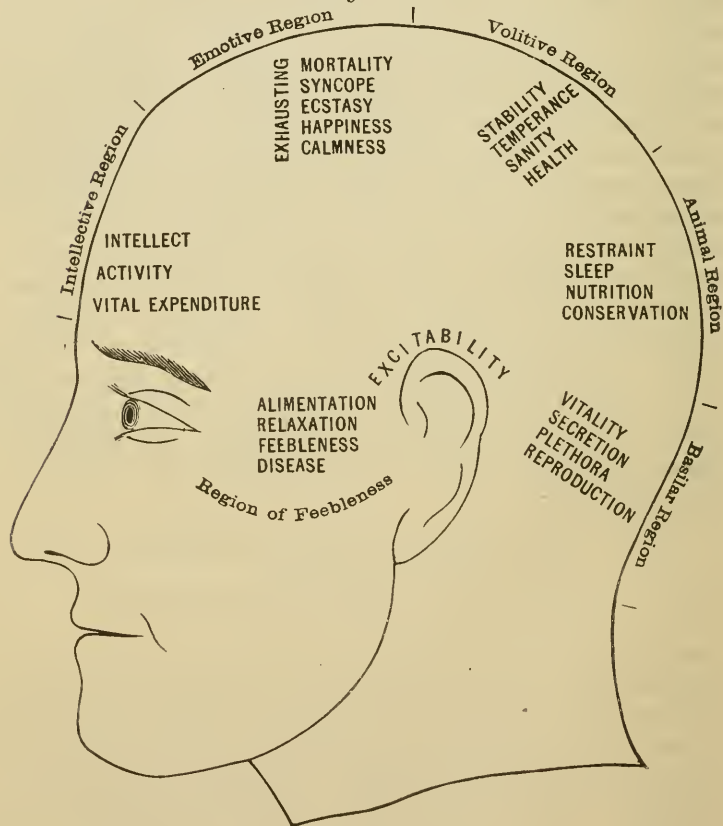 Emotive Region
Volitive Region
EXHAUSTING
MORTALITY
SYNCOPE
ECSTASY
HAPPINESS
CALMNESS
STABILITY
TEMPERANCE
SANITY
HEALTH
Intellective Region
INTELLECT
ACTIVITY
VITAL EXPENDITURE
Animal Region
RESTRAINT
SLEEP
NUTRITION
CONSERVATION
EXCITABILITY
ALIMENTATION
RELAXATION
FEEBLENESS
DISEASE
Region of Feebleness
VITALITY
SECRETION
PLETHORA
REPRODUCTION
Basilar Region